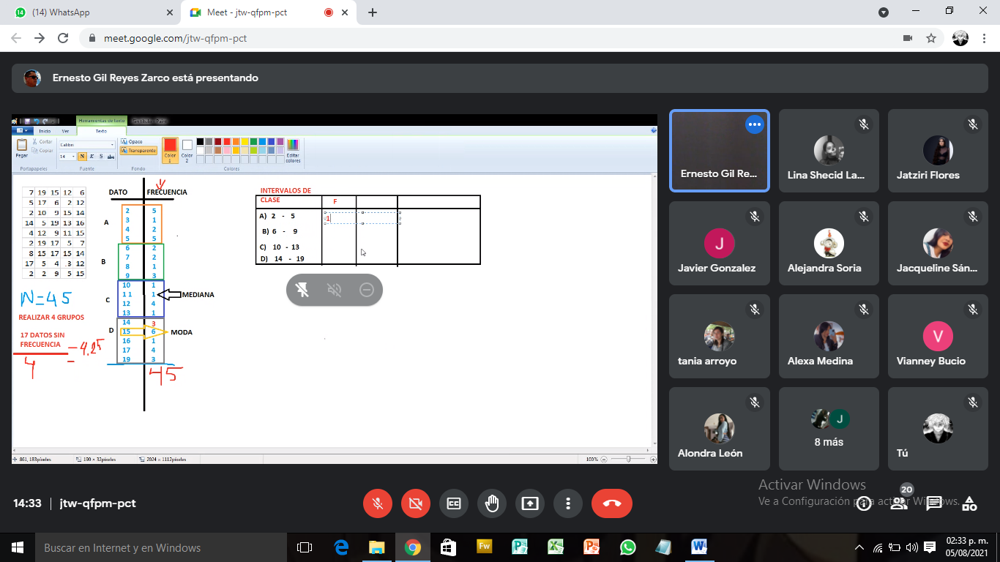 (14) WhatsApp
Meet - jtw-qfpm-pct
meet.google.com/jtw-qfpm-pct
Ernesto Gil Reyes Zarco está presentando
Herramientas de texto
Inicio Ver Texto
Pegar
Cortar
Copiar
Portapapeles
Calibri
14
N K S abc
Fuente
Opaco
Transparente
Fondo
Color 1
Color 2
Editar colores
Colores
7 19 15 12 6
5 17 6 2 12
2 10 9 15 14
14 5 19 13 16
4 12 9 11 15
2 19 17 5 7
8 15 17 15 14
17 5 4 3 12
2 2 9 5 15
N=45
REALIZAR 4 GRUPOS
17 DATOS SIN
FRECUENCIA
4
= 4.25
DATO FRECUENCIA
A
2 5
3 1
4 2
5 5
B
6 2
7 2
8 1
9 3
C
10 1
11 1 MEDIANA
12 4
13 1
D
14 3
15 6 MODA
16 1
17 4
19 3
45
INTERVALOS DE
CLASE F
A) 2 - 5 1
B) 6 - 9
C) 10 - 13
D) 14 - 19
861, 183píxeles
190 × 32píxeles
2024 × 1112píxeles
100%
Ernesto Gil Re...
Lina Shecid La...
Jatziri Flores
J
Javier Gonzalez
Alejandra Soria
Jacqueline Sán...
tania arroyo
Alexa Medina
V
Vianney Bucio
Alondra León
J
8 más
Tú
14:33 | jtw-qfpm-pct
20
Activar Windows
Ve a Configuración para activar Windows.
Buscar en Internet y en Windows
Fw
02:33 p. m.
05/08/2021